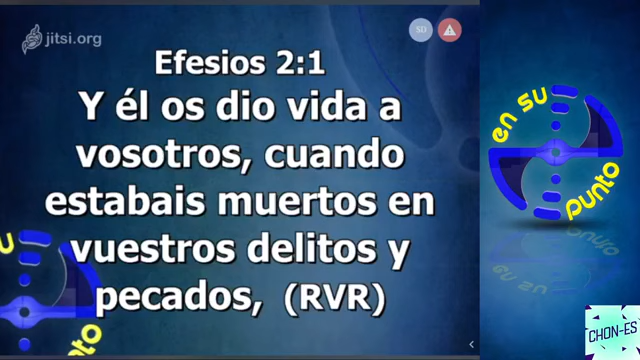 jitsi.org
SD
Efesios 2:1
Y él os dio vida a
vosotros, cuando
estabais muertos en
vuestros delitos y
pecados, (RVR)
en su
punto
CHON-ES